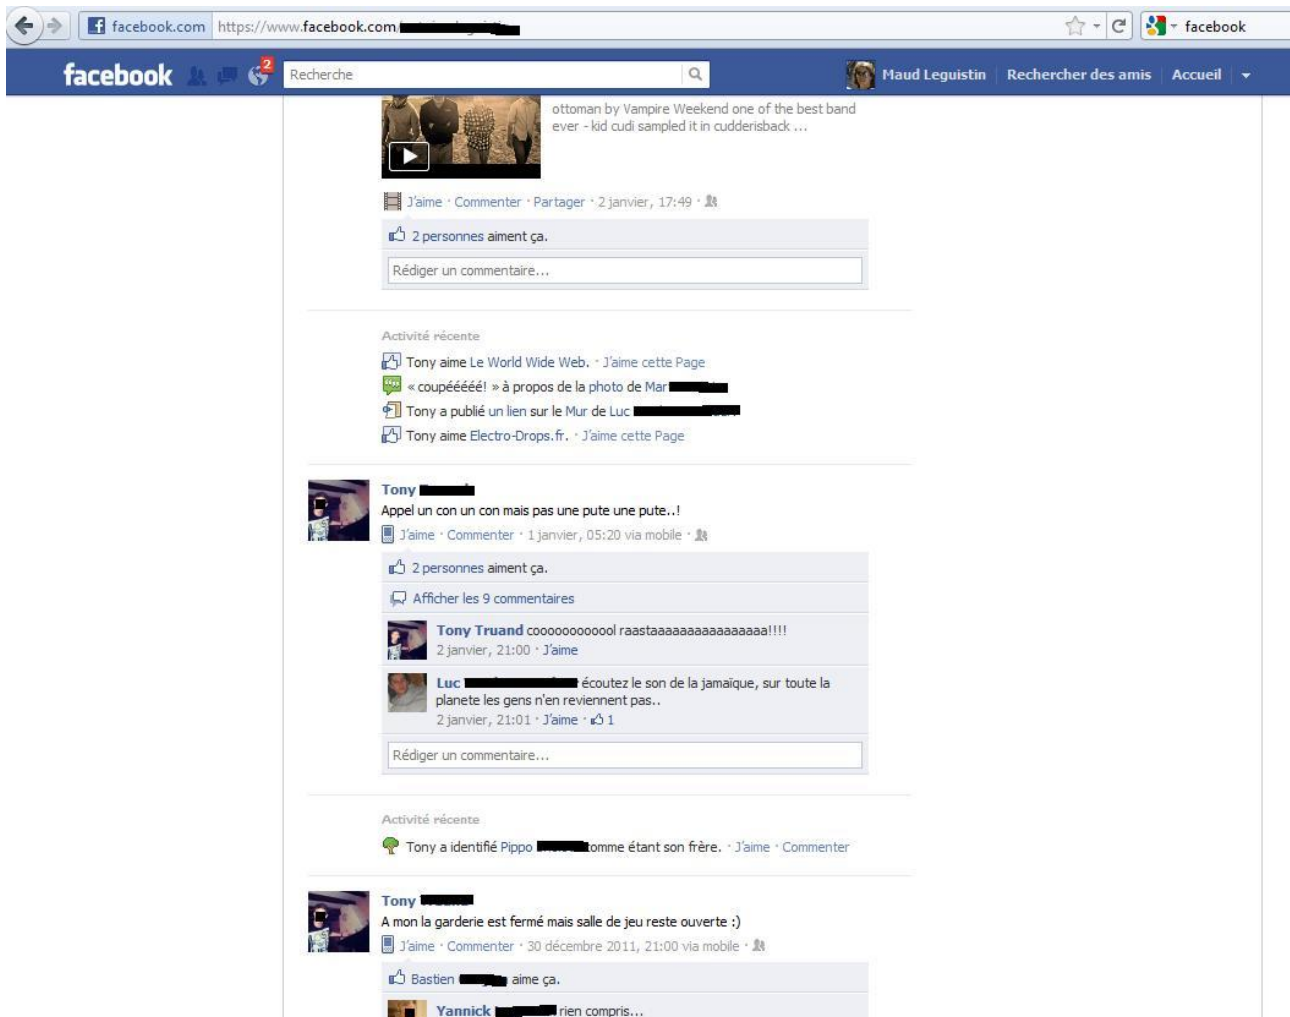 facebook.com https://www.facebook.com facebook
facebook 2 Recherche Maud Leguistin Rechercher des amis Accueil
ottoman by Vampire Weekend one of the best band
ever - kid cudi sampled it in cudderisback ...
J'aime · Commenter · Partager · 2 janvier, 17:49 ·
2 personnes aiment ça.
Rédiger un commentaire...
Activité récente
Tony aime Le World Wide Web. · J'aime cette Page
« coupééééé! » à propos de la photo de Mar
Tony a publié un lien sur le Mur de Luc
Tony aime Electro-Drops.fr. · J'aime cette Page
Tony
Appel un con un con mais pas une pute une pute..!
J'aime · Commenter · 1 janvier, 05:20 via mobile ·
2 personnes aiment ça.
Afficher les 9 commentaires
Tony Truand cooooooooooool raastaaaaaaaaaaaaaaaaa!!!!
2 janvier, 21:00 · J'aime
Luc écoutez le son de la jamaïque, sur toute la
planete les gens n'en reviennent pas..
2 janvier, 21:01 · J'aime · 1
Rédiger un commentaire...
Activité récente
Tony a identifié Pippo comme étant son frère. · J'aime · Commenter
Tony
A mon la garderie est fermé mais salle de jeu reste ouverte :)
J'aime · Commenter · 30 décembre 2011, 21:00 via mobile ·
Bastien aime ça.
Yannick rien compris...